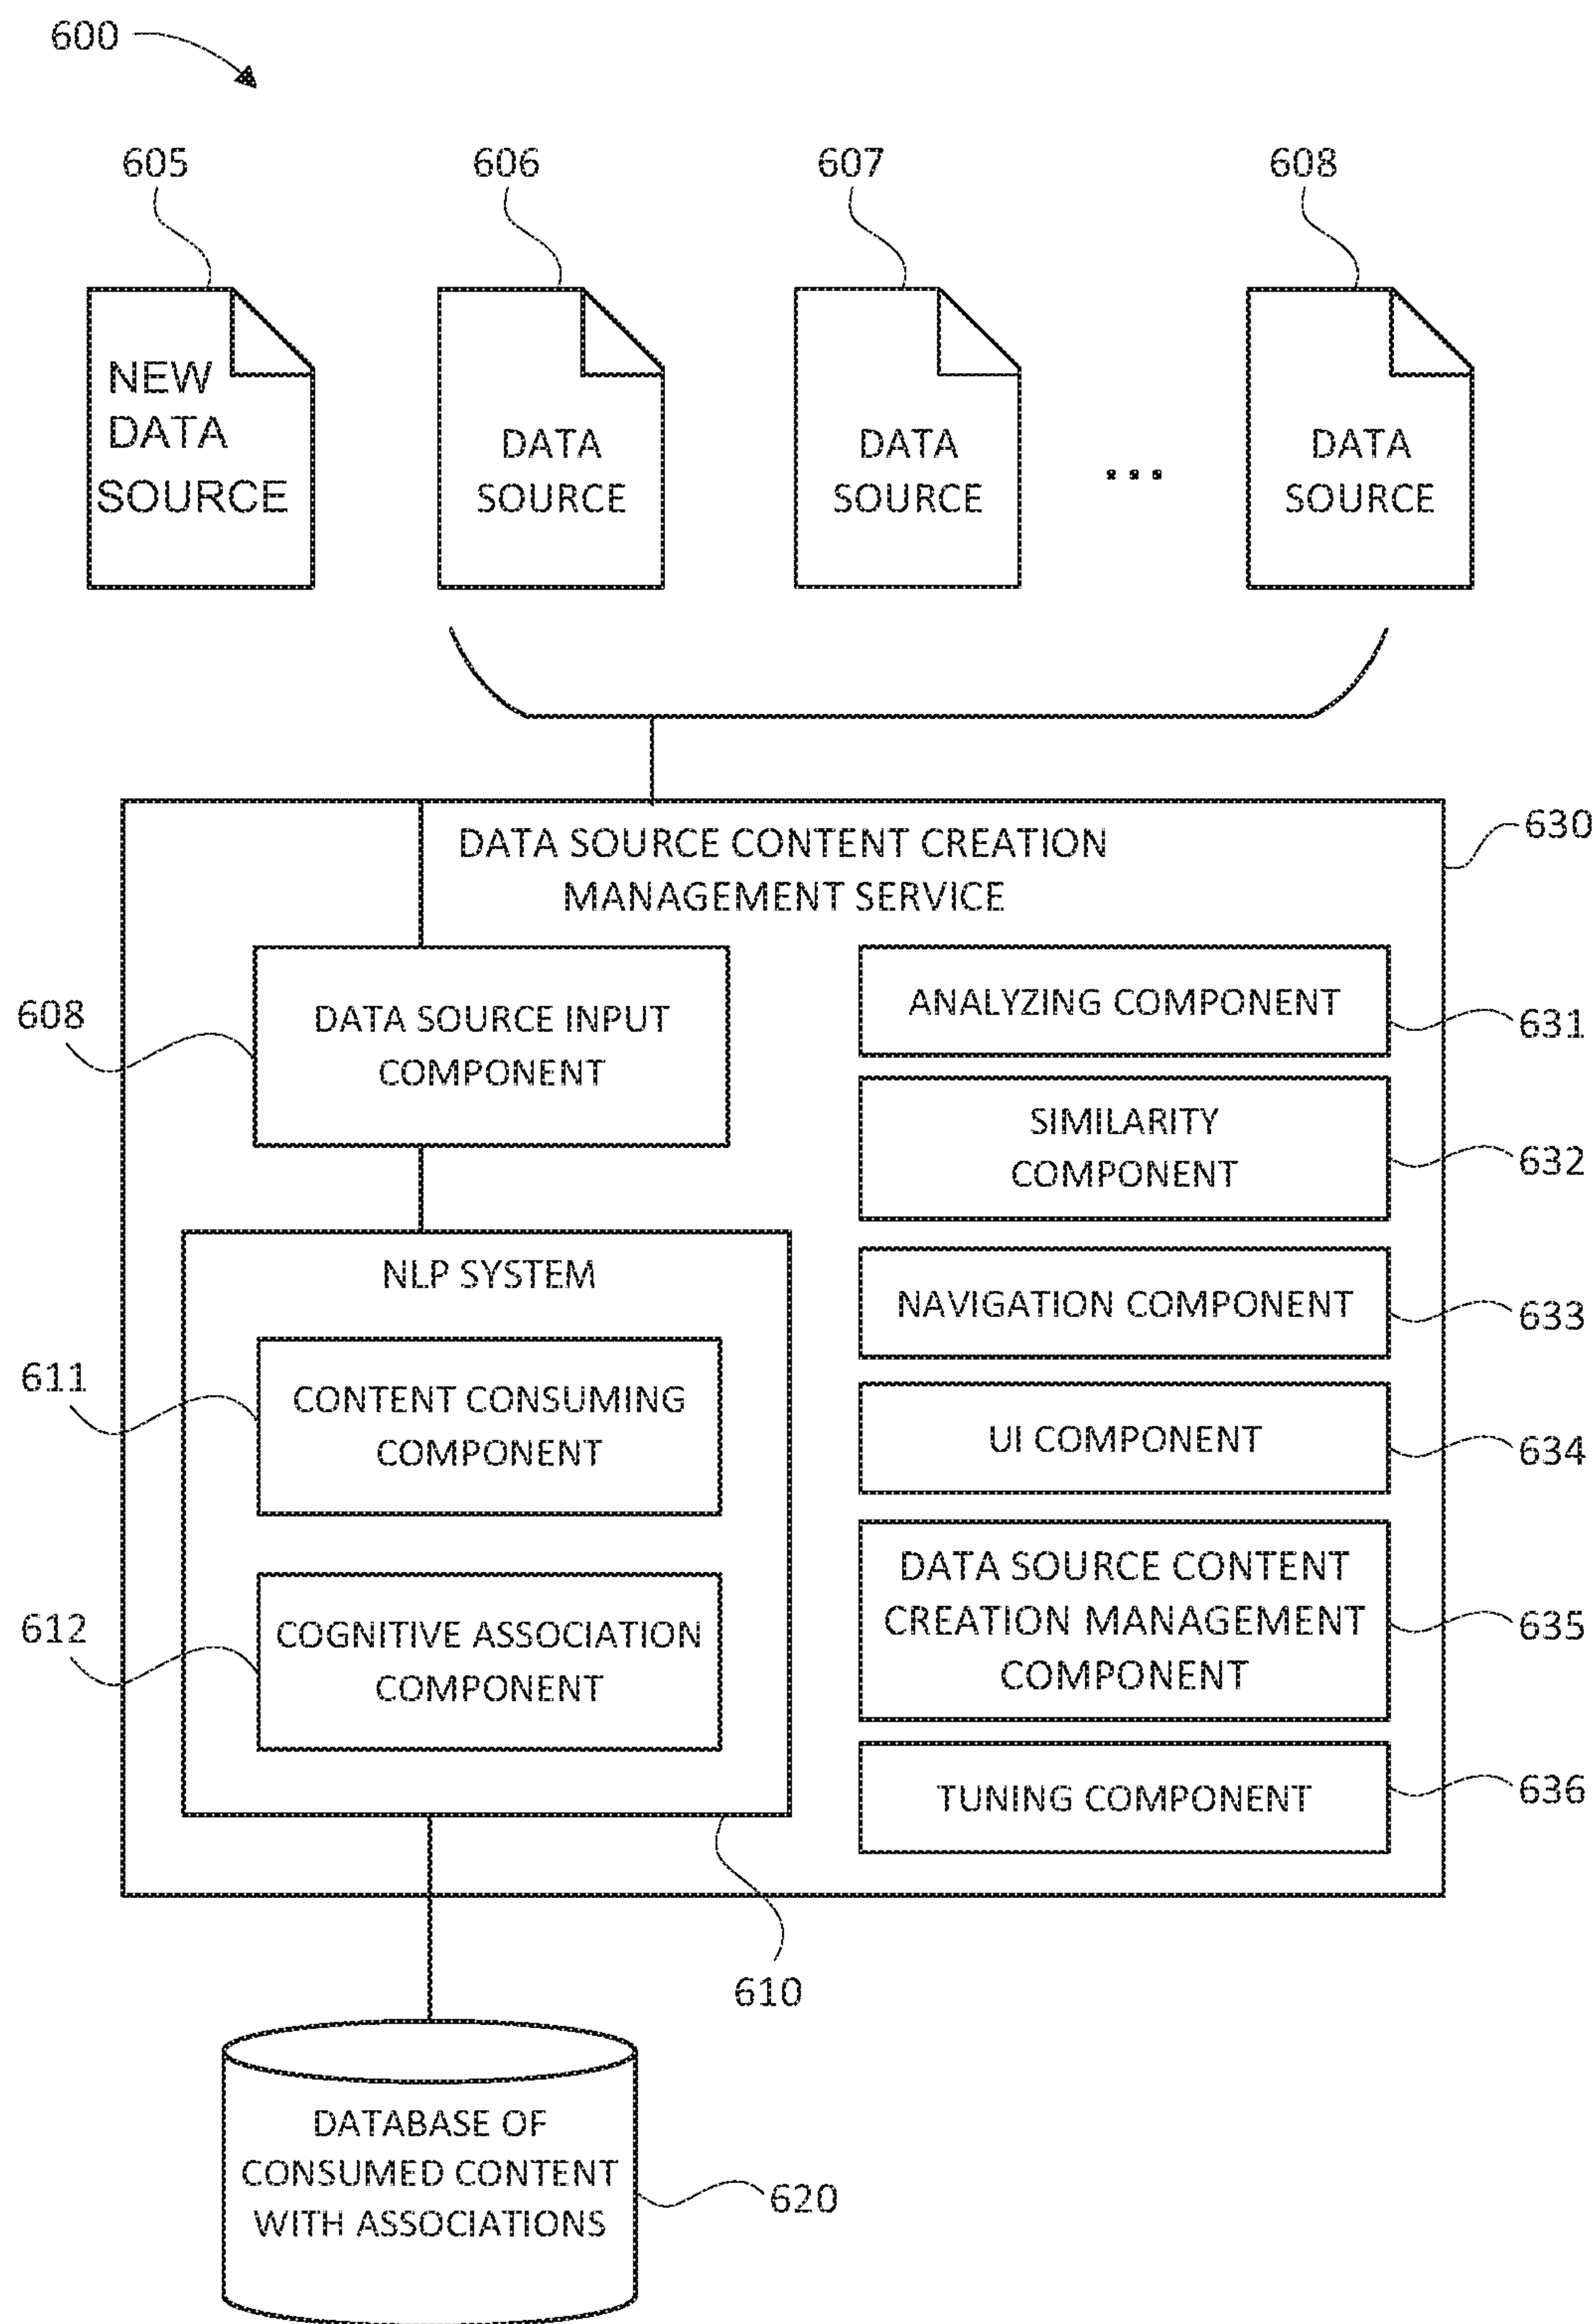 600
605
606
607
608
NEW
DATA
SOURCE
DATA
SOURCE
DATA
SOURCE
...
DATA
SOURCE
DATA SOURCE CONTENT CREATION
MANAGEMENT SERVICE
630
608
DATA SOURCE INPUT
COMPONENT
ANALYZING COMPONENT
631
SIMILARITY
COMPONENT
632
NLP SYSTEM
NAVIGATION COMPONENT
633
611
CONTENT CONSUMING
COMPONENT
UI COMPONENT
634
612
COGNITIVE ASSOCIATION
COMPONENT
DATA SOURCE CONTENT
CREATION MANAGEMENT
COMPONENT
635
TUNING COMPONENT
636
610
DATABASE OF
CONSUMED CONTENT
WITH ASSOCIATIONS
620